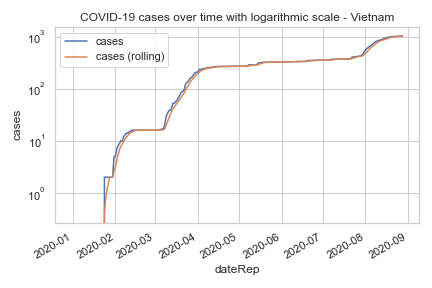 COVID-19 cases over time with logarithmic scale - Vietnam
cases
cases (rolling)
10³
10²
10¹
10⁰
cases
2020-01
2020-02
2020-03
2020-04
2020-05
2020-06
2020-07
2020-08
2020-09
dateRep